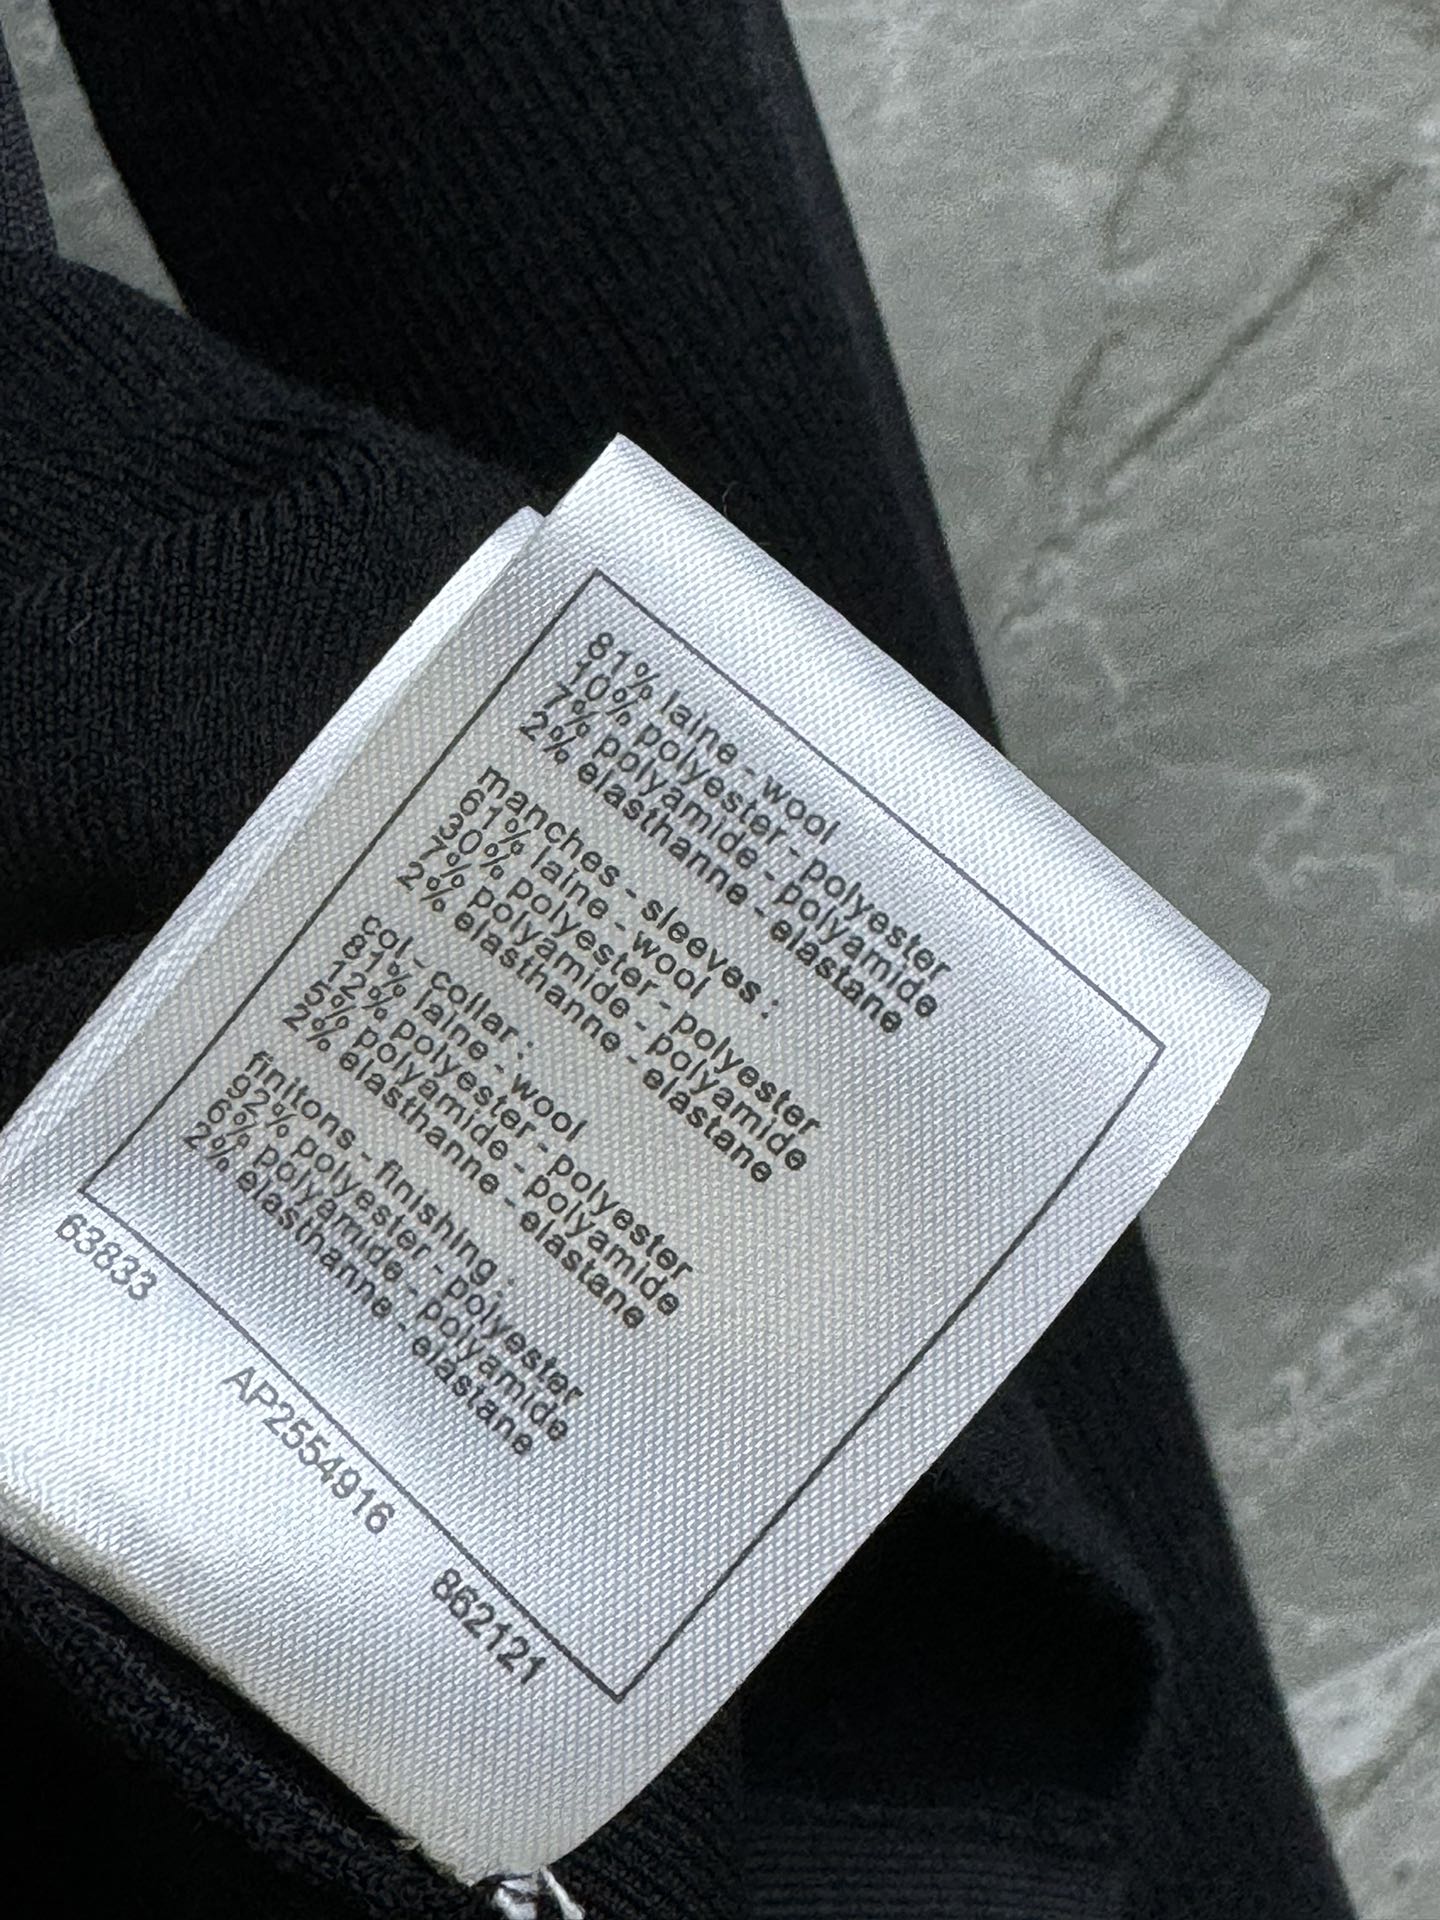 81% laine - wool
10% polyester - polyester
7% polyamide - polyamide
2% elasthanne - elastane
manches - sleeves :
61% laine - wool
30% polyester - polyester
7% polyamide - polyamide
2% elasthanne - elastane
col - collar :
81% laine - wool
12% polyester - polyester
5% polyamide - polyamide
2% elasthanne - elastane
finitons - finishing :
92% polyester - polyester
6% polyamide - polyamide
2% elasthanne - elastane
63833 AP2554916 862121